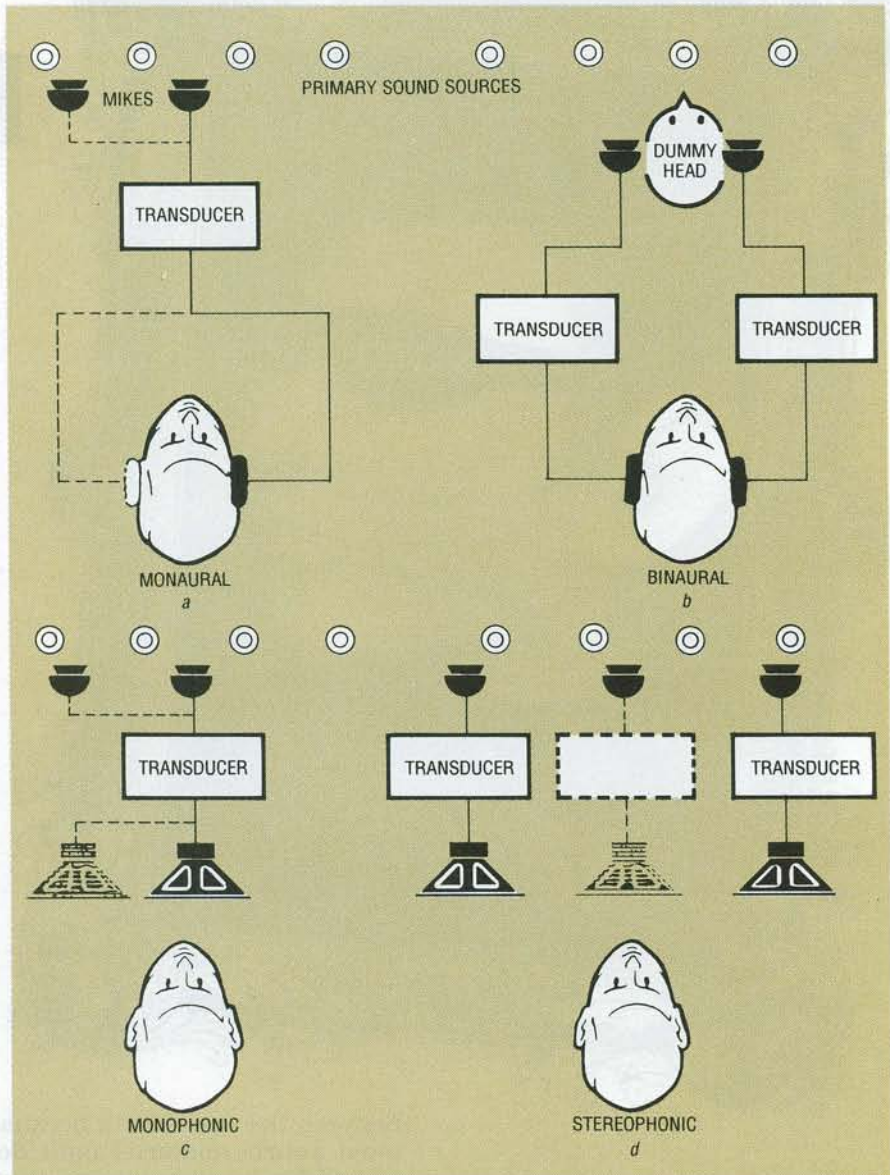 PRIMARY SOUND SOURCES
MIKES
TRANSDUCER
MONAURAL
a
DUMMY
HEAD
TRANSDUCER
TRANSDUCER
BINAURAL
b
TRANSDUCER
MONOPHONIC
c
TRANSDUCER
TRANSDUCER
STEREOPHONIC
d